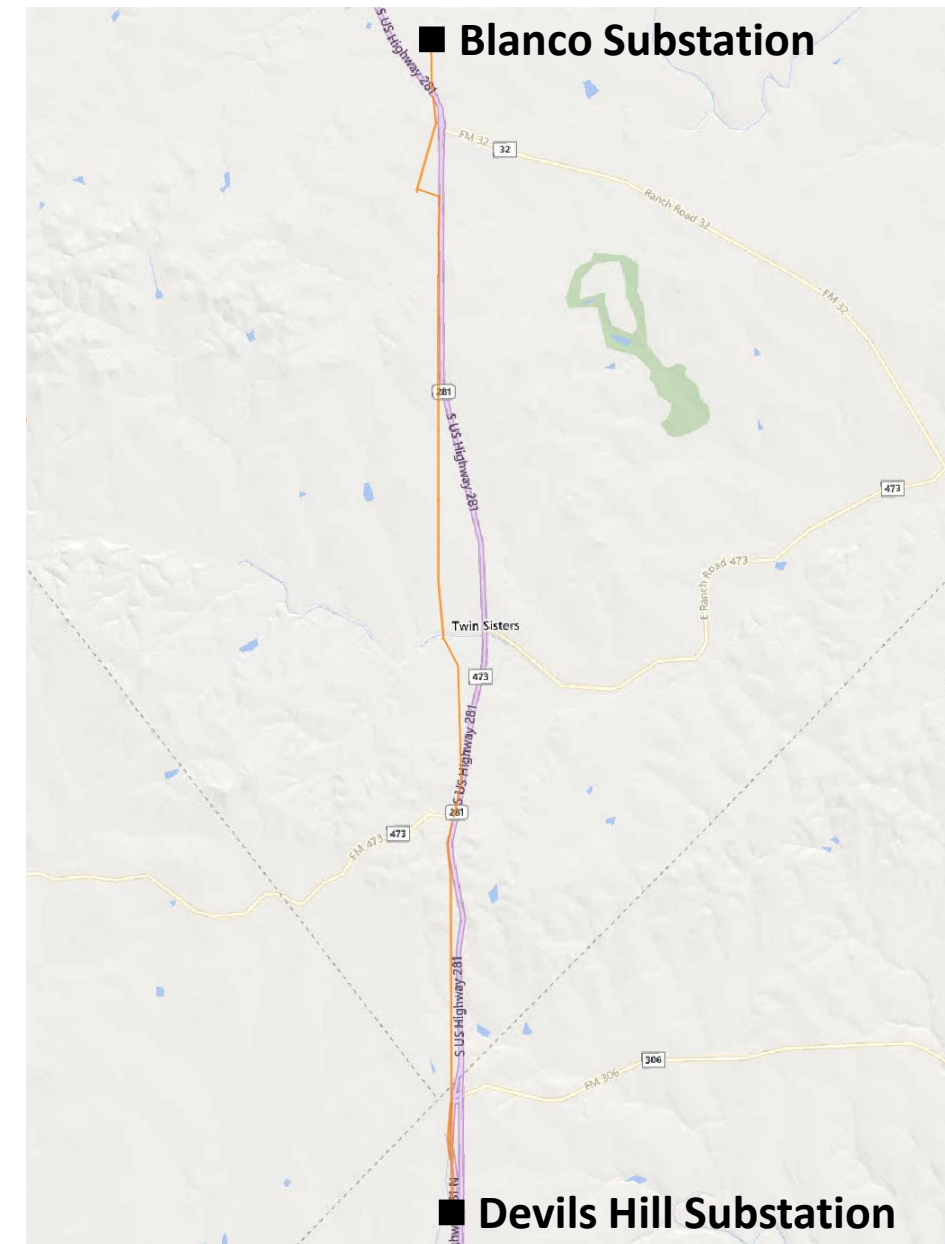 S US Highway 281
Blanco Substation
FM 32
32
Ranch Road 32
FM 32
281
S US Highway 281
473
E Ranch Road 473
Twin Sisters
473
S US Highway 281
281
473
FM 473
S US Highway 281
306
FM 306
Devils Hill Substation